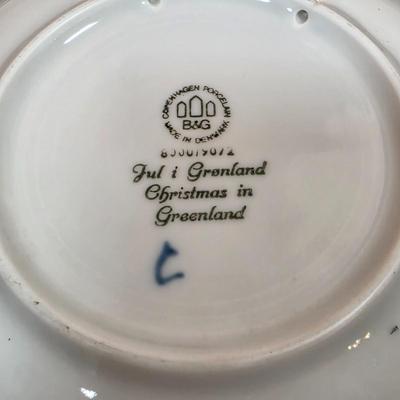 COPENHAGEN PORCELAIN
B&G
MADE IN DENMARK
Jul i Grønland
Christmas in
Greenland